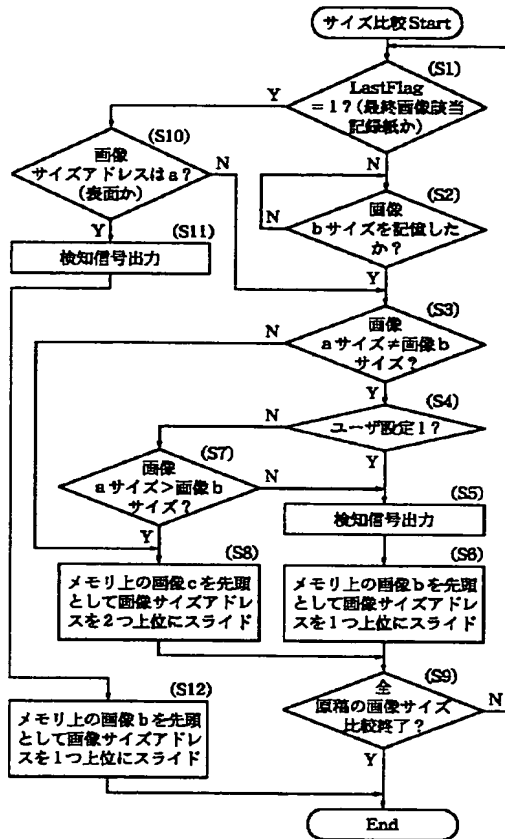 サイズ比較Start
(S1)
LastFlag
＝1？(最終画像該当
記録紙か)
Y
N
(S10)
画像
サイズアドレスはa？
(表面か)
N
Y
(S2)
画像
bサイズを記憶した
か？
N
Y
(S11)
検知信号出力
(S3)
画像
aサイズ≠画像b
サイズ？
N
Y
(S4)
ユーザ設定1？
N
Y
(S7)
画像
aサイズ＞画像b
サイズ？
N
Y
(S5)
検知信号出力
(S8)
メモリ上の画像cを先頭
として画像サイズアドレ
スを2つ上位にスライド
(S6)
メモリ上の画像bを先頭
として画像サイズアドレ
スを1つ上位にスライド
(S9)
全
原稿の画像サイズ
比較終了？
N
Y
(S12)
メモリ上の画像bを先頭
として画像サイズアドレ
スを1つ上位にスライド
End